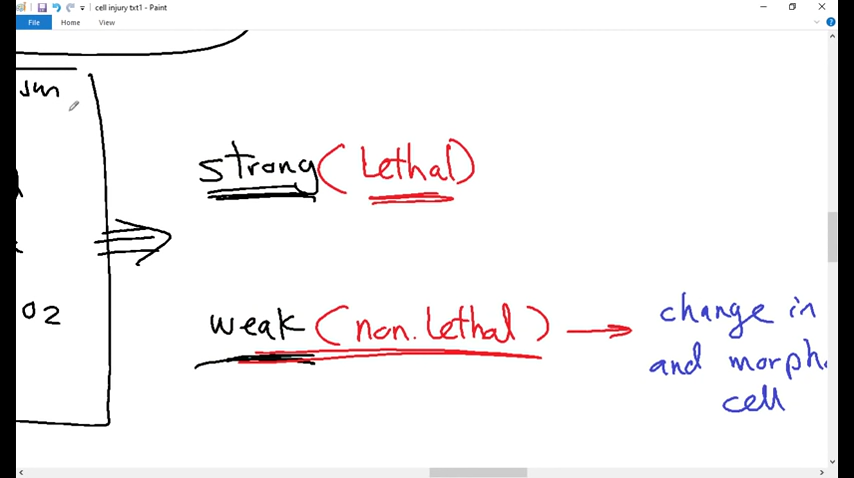 cell injury txt1 - Paint
File Home View
strong (Lethal)
O2
weak (non.Lethal) → change in
and morph
cell